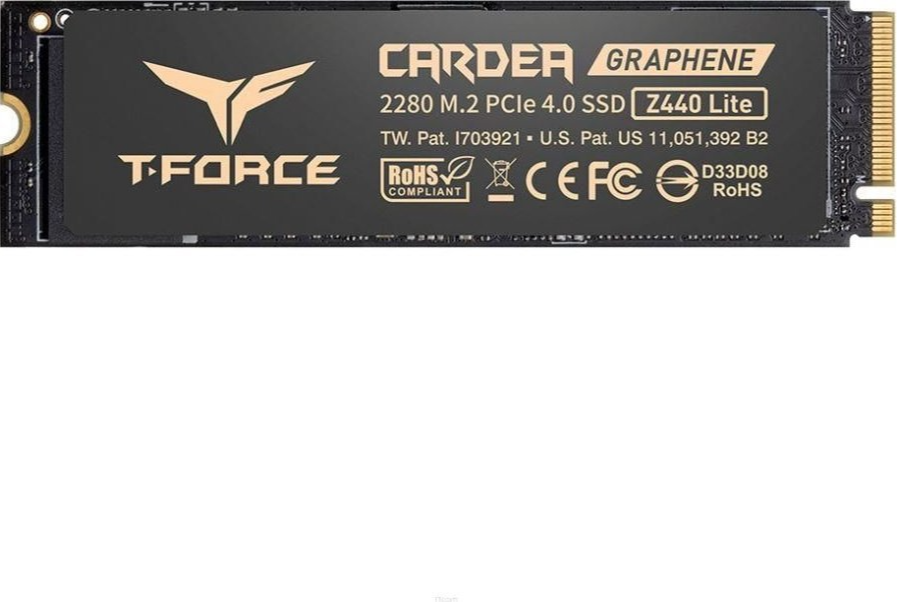 T-FORCE
CARDEA GRAPHENE
2280 M.2 PCIe 4.0 SSD Z440 Lite
TW. Pat. I703921 ▪ U.S. Pat. US 11,051,392 B2
RoHS
COMPLIANT
CE FC D33D08
RoHS
M